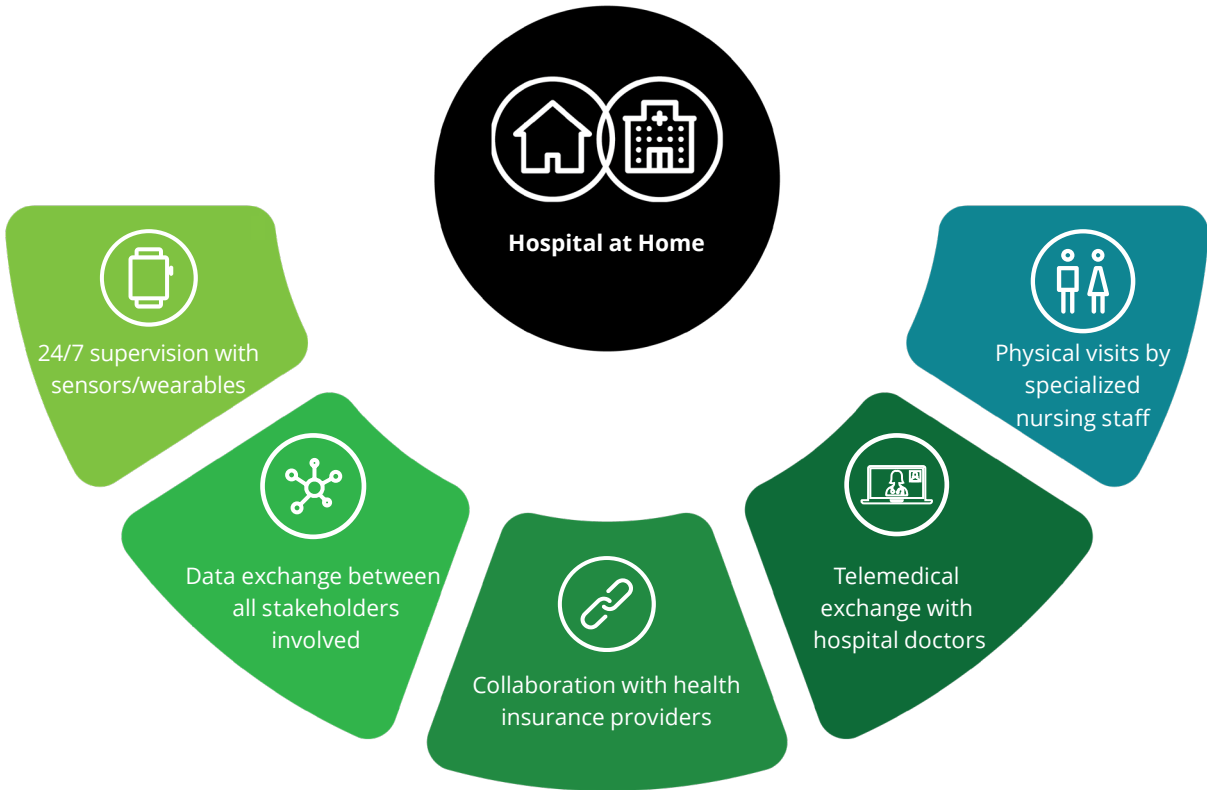 Hospital at Home
24/7 supervision with
sensors/wearables
Data exchange between
all stakeholders
involved
Collaboration with health
insurance providers
Telemedical
exchange with
hospital doctors
Physical visits by
specialized
nursing staff